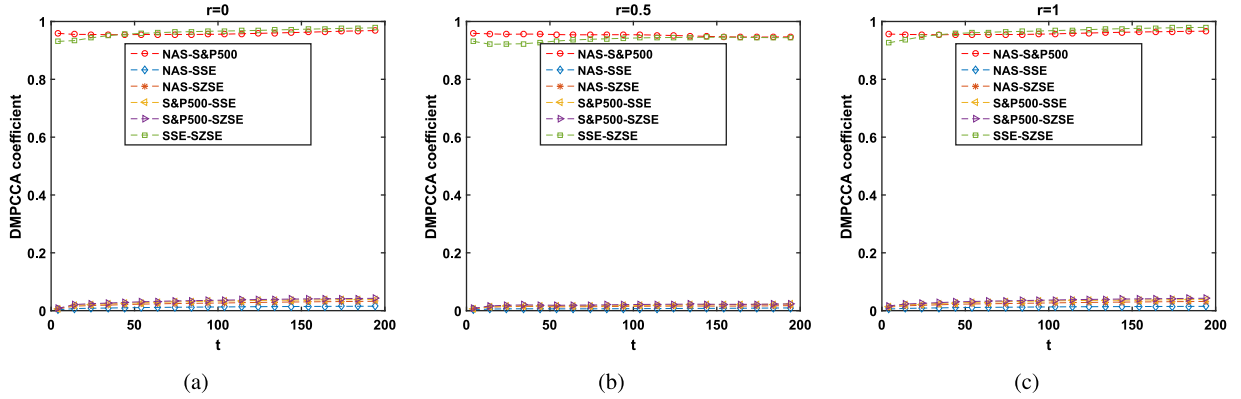 r=0
DMPCCA coefficient
1
0.8
0.6
0.4
0.2
0
NAS-S&P500
NAS-SSE
NAS-SZSE
S&P500-SSE
S&P500-SZSE
SSE-SZSE
0 50 100 150 200
t
(a)
r=0.5
DMPCCA coefficient
1
0.8
0.6
0.4
0.2
0
NAS-S&P500
NAS-SSE
NAS-SZSE
S&P500-SSE
S&P500-SZSE
SSE-SZSE
0 50 100 150 200
t
(b)
r=1
DMPCCA coefficient
1
0.8
0.6
0.4
0.2
0
NAS-S&P500
NAS-SSE
NAS-SZSE
S&P500-SSE
S&P500-SZSE
SSE-SZSE
0 50 100 150 200
t
(c)